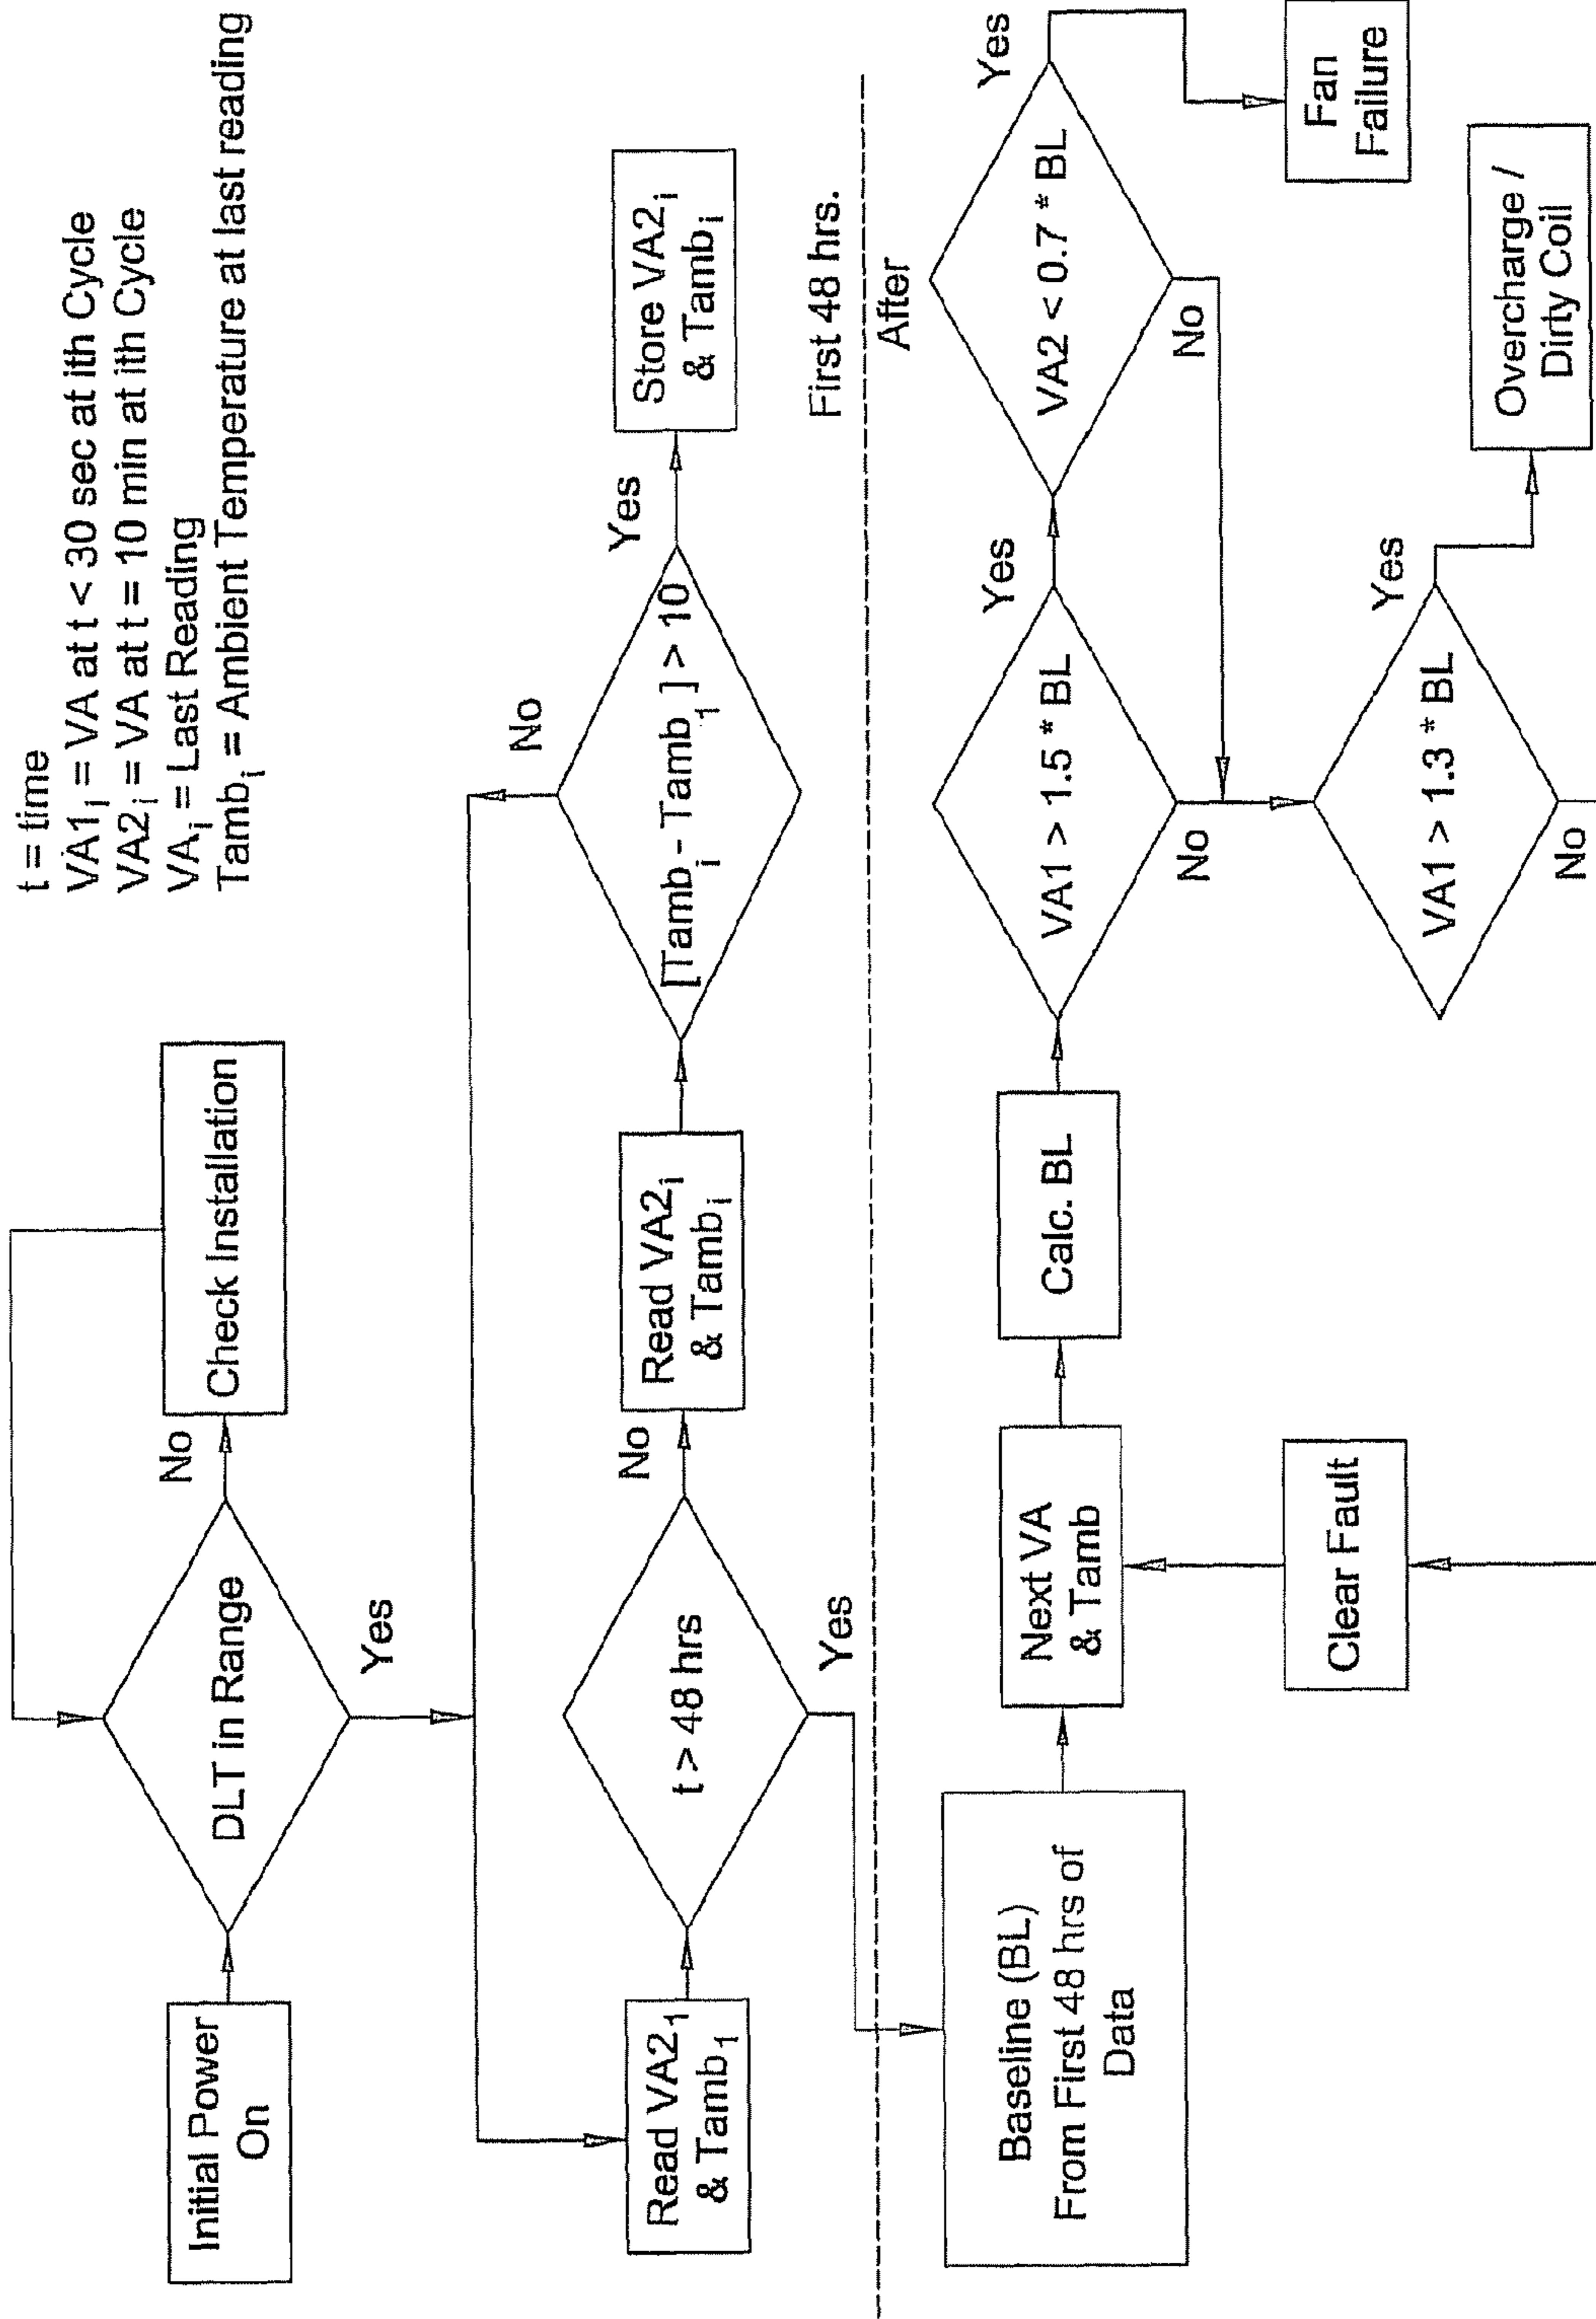 t = time
VA1i = VA at t < 30 sec at ith Cycle
VA2i = VA at t = 10 min at ith Cycle
VAi = Last Reading
Tambi = Ambient Temperature at last reading
Initial Power
On
DLT in Range
No
Check Installation
Yes
Read VA21
& Tamb1
t > 48 hrs
No
Read VA2i
& Tambi
[Tambi - Tamb1] > 10
No
Yes
Store VA2i
& Tambi
Yes
First 48 hrs.
After
Baseline (BL)
From First 48 hrs of
Data
Next VA
& Tamb
Calc. BL
VA1 > 1.5 * BL
Yes
VA2 < 0.7 * BL
Yes
No
No
Fan
Failure
Clear Fault
VA1 > 1.3 * BL
Yes
Overcharge /
Dirty Coil
No